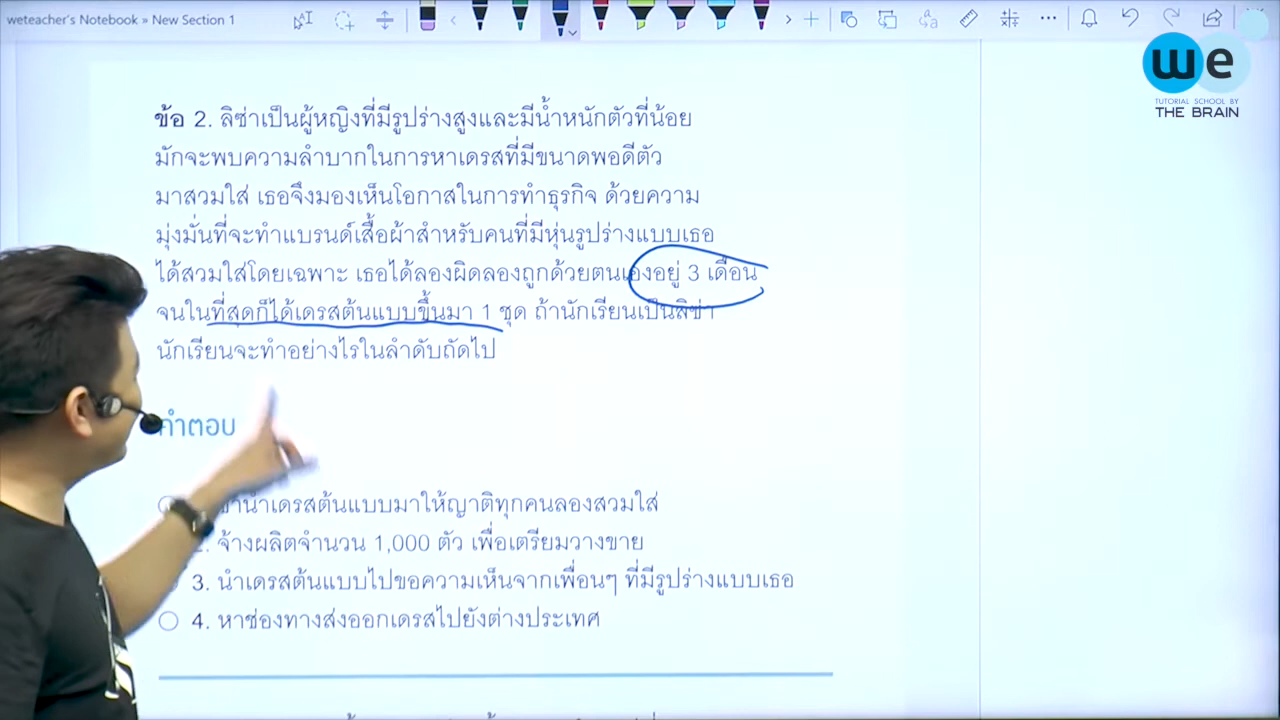 weteacher's Notebook » New Section 1
we
TUTORIAL SCHOOL BY
THE BRAIN
ข้อ 2. ลิซ่าเป็นผู้หญิงที่มีรูปร่างสูงและมีน้ำหนักตัวที่น้อย
มักจะพบความลำบากในการหาเดรสที่มีขนาดพอดีตัว
มาสวมใส่ เธอจึงมองเห็นโอกาสในการทำธุรกิจ ด้วยความ
มุ่งมั่นที่จะทำแบรนด์เสื้อผ้าสำหรับคนที่มีหุ่นรูปร่างแบบเธอ
ได้สวมใส่โดยเฉพาะ เธอได้ลองผิดลองถูกด้วยตนเองอยู่ 3 เดือน
จนในที่สุดก็ได้เดรสต้นแบบขึ้นมา 1 ชุด ถ้านักเรียนเป็นลิซ่า
นักเรียนจะทำอย่างไรในลำดับถัดไป
คำตอบ
นำเดรสต้นแบบมาให้ญาติทุกคนลองสวมใส่
2. จ้างผลิตจำนวน 1,000 ตัว เพื่อเตรียมวางขาย
3. นำเดรสต้นแบบไปขอความเห็นจากเพื่อนๆ ที่มีรูปร่างแบบเธอ
4. หาช่องทางส่งออกเดรสไปยังต่างประเทศ